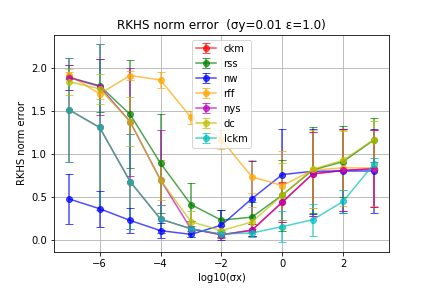 RKHS norm error (σy=0.01 ε=1.0)
ckm
rss
nw
rff
nys
dc
lckm
RKHS norm error
2.0
1.5
1.0
0.5
0.0
−6
−4
−2
0
2
log10(σx)